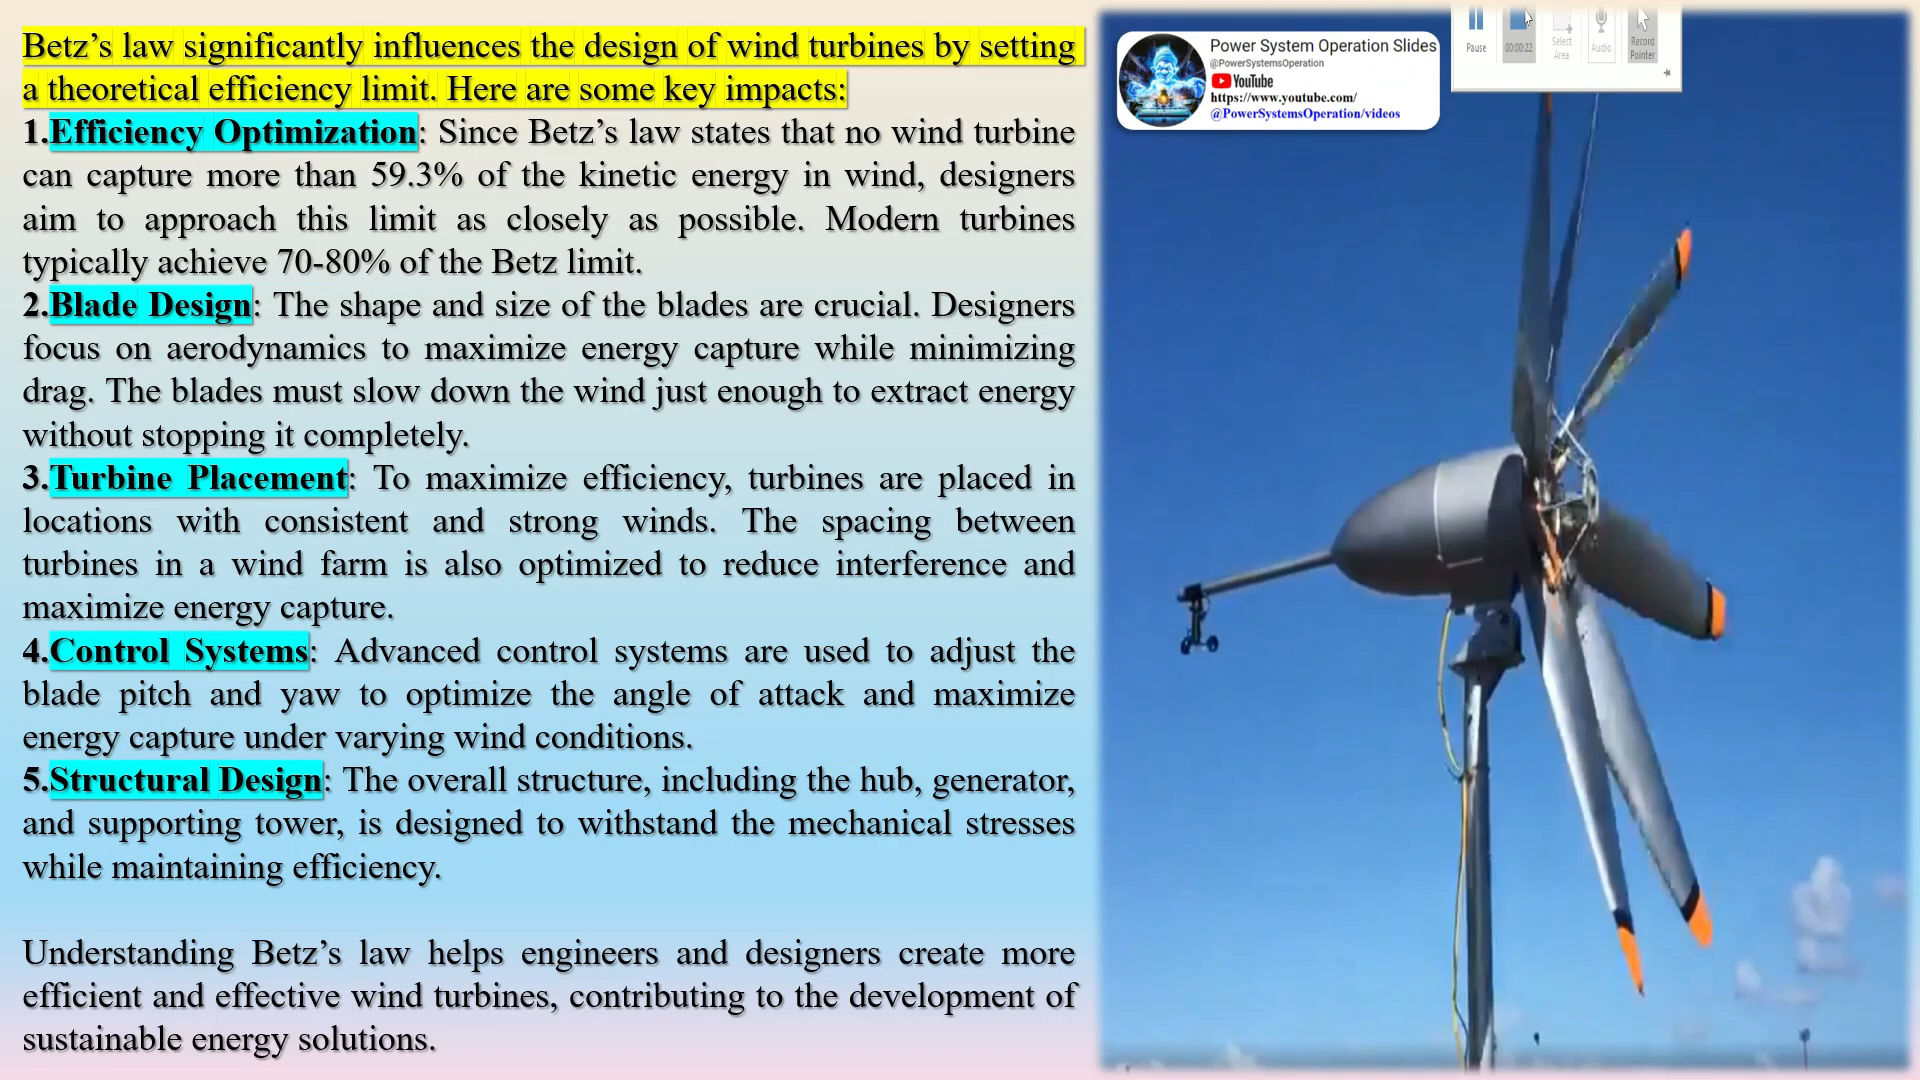 Betz’s law significantly influences the design of wind turbines by setting
a theoretical efficiency limit. Here are some key impacts:
1.Efficiency Optimization: Since Betz’s law states that no wind turbine
can capture more than 59.3% of the kinetic energy in wind, designers
aim to approach this limit as closely as possible. Modern turbines
typically achieve 70-80% of the Betz limit.
2.Blade Design: The shape and size of the blades are crucial. Designers
focus on aerodynamics to maximize energy capture while minimizing
drag. The blades must slow down the wind just enough to extract energy
without stopping it completely.
3.Turbine Placement: To maximize efficiency, turbines are placed in
locations with consistent and strong winds. The spacing between
turbines in a wind farm is also optimized to reduce interference and
maximize energy capture.
4.Control Systems: Advanced control systems are used to adjust the
blade pitch and yaw to optimize the angle of attack and maximize
energy capture under varying wind conditions.
5.Structural Design: The overall structure, including the hub, generator,
and supporting tower, is designed to withstand the mechanical stresses
while maintaining efficiency.
Understanding Betz’s law helps engineers and designers create more
efficient and effective wind turbines, contributing to the development of
sustainable energy solutions.
Power System Operation Slides
@PowerSystemsOperation
YouTube
https://www.youtube.com/
@PowerSystemsOperation/videos
Pause
00:00:22
Select
Area
Audio
Record
Pointer